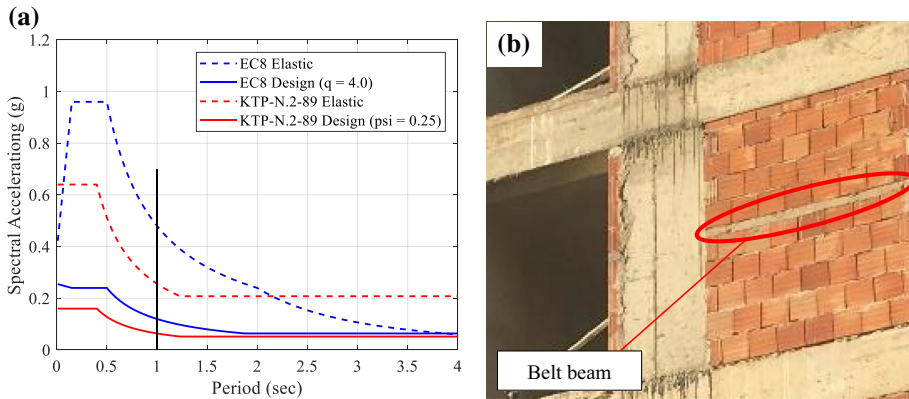 (a)
1.2
1
0.8
0.6
0.4
0.2
0
0 0.5 1 1.5 2 2.5 3 3.5 4
Spectral Accelerationg (g)
Period (sec)
EC8 Elastic
EC8 Design (q = 4.0)
KTP-N.2-89 Elastic
KTP-N.2-89 Design (psi = 0.25)
(b)
Belt beam